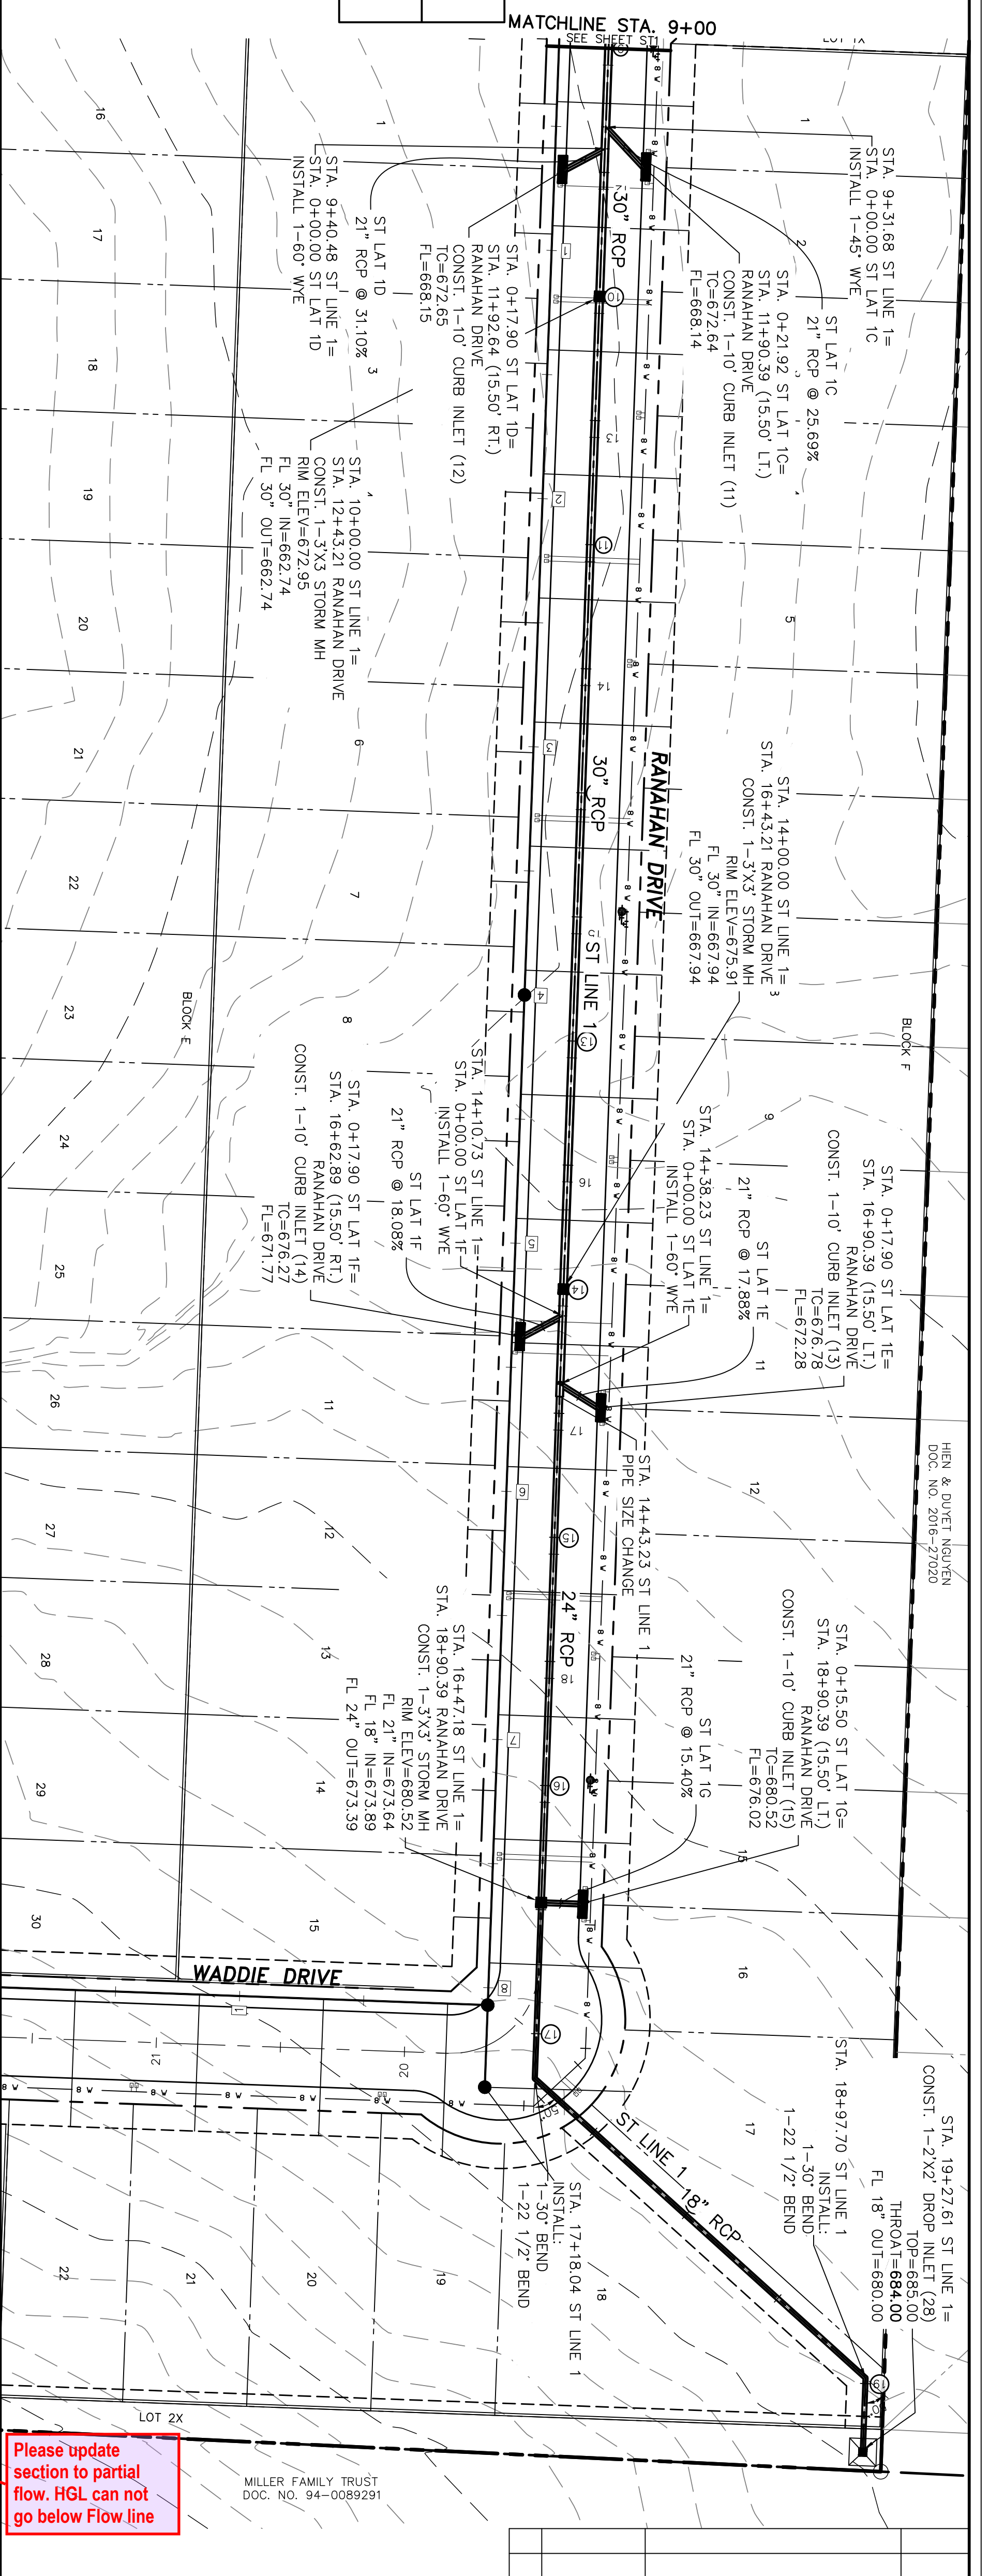 MATCHLINE STA. 9+00
SEE SHEET ST1
LOT 1X
STA. 9+31.68 ST LINE 1=
STA. 0+00.00 ST LAT 1C
INSTALL 1-45° WYE
ST LAT 1C
21" RCP @ 25.69%
STA. 0+21.92 ST LAT 1C=
STA. 11+90.39 (15.50' LT.)
RANAHAN DRIVE
CONST. 1-10' CURB INLET (11)
TC=672.64
FL=668.14
30" RCP
STA. 0+17.90 ST LAT 1D=
STA. 11+92.64 (15.50' RT.)
RANAHAN DRIVE
CONST. 1-10' CURB INLET (12)
TC=672.65
FL=668.15
ST LAT 1D
21" RCP @ 31.10%
STA. 9+40.48 ST LINE 1=
STA. 0+00.00 ST LAT 1D
INSTALL 1-60° WYE
STA. 10+00.00 ST LINE 1=
STA. 12+43.21 RANAHAN DRIVE
CONST. 1-3'X3 STORM MH
RIM ELEV=672.95
FL 30" IN=662.74
FL 30" OUT=662.74
RANAHAN DRIVE
30" RCP
ST LINE 1
STA. 14+00.00 ST LINE 1=
STA. 16+43.21 RANAHAN DRIVE
CONST. 1-3'X3' STORM MH
RIM ELEV=675.91
FL 30" IN=667.94
FL 30" OUT=667.94
BLOCK F
BLOCK E
STA. 14+10.73 ST LINE 1=
STA. 0+00.00 ST LAT 1F
INSTALL 1-60° WYE
ST LAT 1F
21" RCP @ 18.08%
STA. 0+17.90 ST LAT 1F=
STA. 16+62.89 (15.50' RT.)
RANAHAN DRIVE
CONST. 1-10' CURB INLET (14)
TC=676.27
FL=671.77
STA. 0+17.90 ST LAT 1E=
STA. 16+90.39 (15.50' LT.)
RANAHAN DRIVE
CONST. 1-10' CURB INLET (13)
TC=676.78
FL=672.28
ST LAT 1E
21" RCP @ 17.88%
STA. 14+38.23 ST LINE 1=
STA. 0+00.00 ST LAT 1E
INSTALL 1-60° WYE
HIEN & DUYET NGUYEN
DOC. NO. 2016-27020
STA. 14+43.23 ST LINE 1
PIPE SIZE CHANGE
24" RCP
STA. 0+15.50 ST LAT 1G=
STA. 18+90.39 (15.50' LT.)
RANAHAN DRIVE
CONST. 1-10' CURB INLET (15)
TC=680.52
FL=676.02
ST LAT 1G
21" RCP @ 15.40%
STA. 16+47.18 ST LINE 1=
STA. 18+90.39 RANAHAN DRIVE
CONST. 1-3'X3' STORM MH
RIM ELEV=680.52
FL 21" IN=673.64
FL 18" IN=673.89
FL 24" OUT=673.39
WADDIE DRIVE
ST LINE 1
18" RCP
STA. 17+18.04 ST LINE 1
INSTALL:
1-30° BEND
1-22 1/2° BEND
STA. 18+97.70 ST LINE 1
INSTALL:
1-30° BEND
1-22 1/2° BEND
STA. 19+27.61 ST LINE 1=
CONST. 1-2'X2' DROP INLET (28)
TOP=685.00
THROAT=684.00
FL 18" OUT=680.00
LOT 2X
MILLER FAMILY TRUST
DOC. NO. 94-0089291
Please update
section to partial
flow. HGL can not
go below Flow line